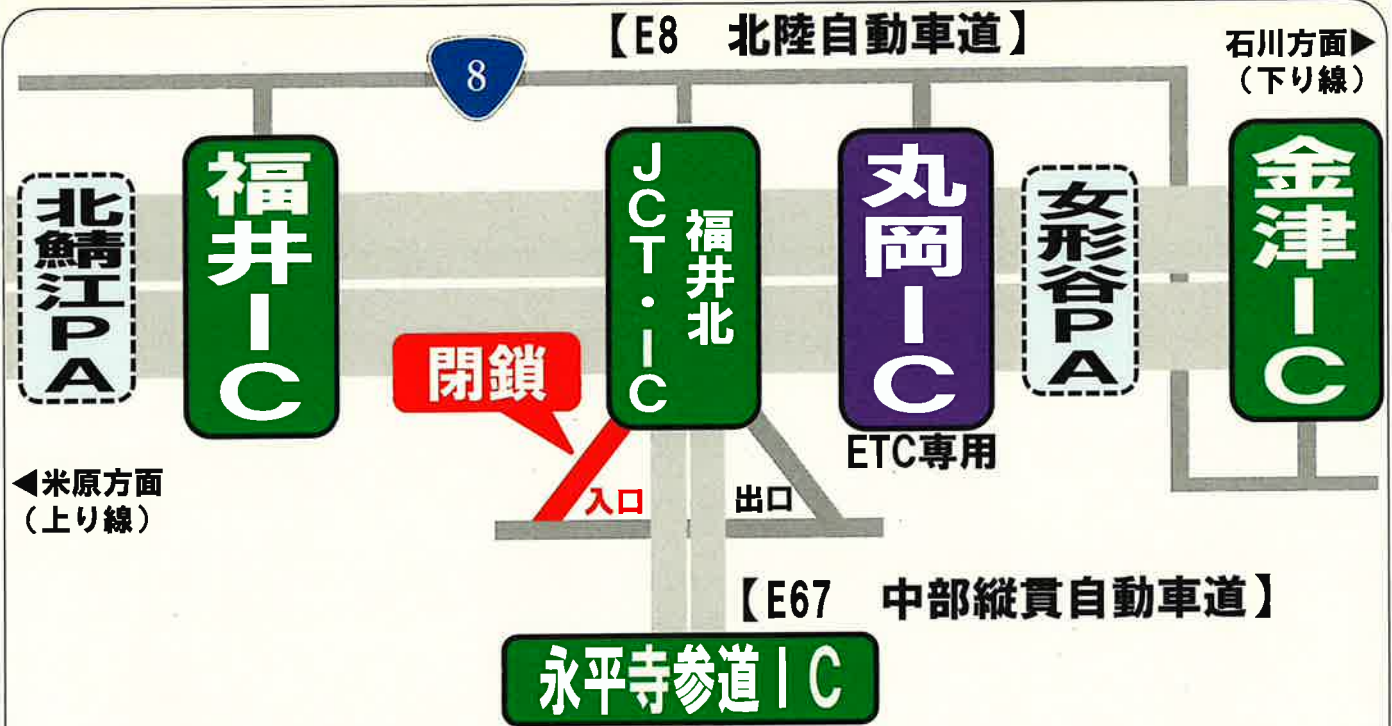 【E8 北陸自動車道】
石川方面▶
(下り線)
8
北鯖江PA
福井IC
福井北
JCT・IC
丸岡IC
ETC専用
女形谷PA
金津IC
閉鎖
◀米原方面
(上り線)
入口
出口
【E67 中部縦貫自動車道】
永平寺参道IC